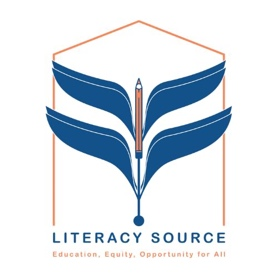 LITERACY SOURCE
Education, Equity, Opportunity for All